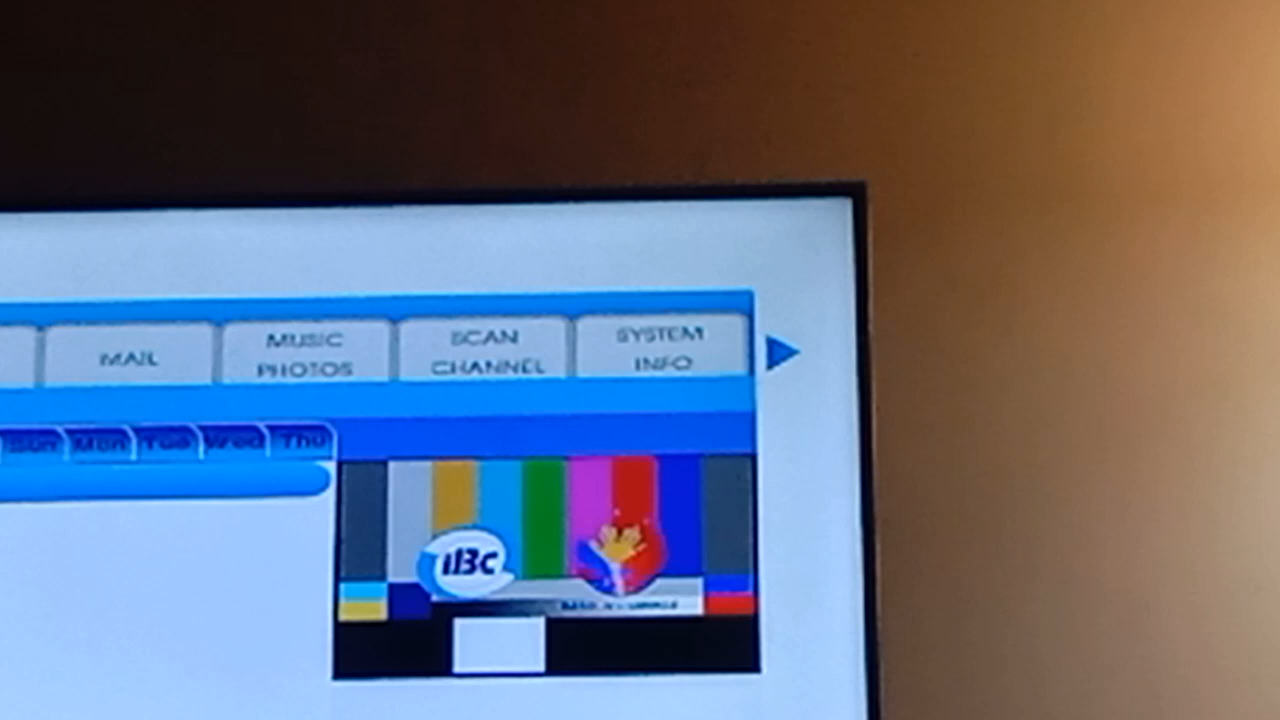 MAIL
MUSIC
PHOTOS
SCAN
CHANNEL
SYSTEM
INFO
Sun Mon Tue Wed Thu
iBC